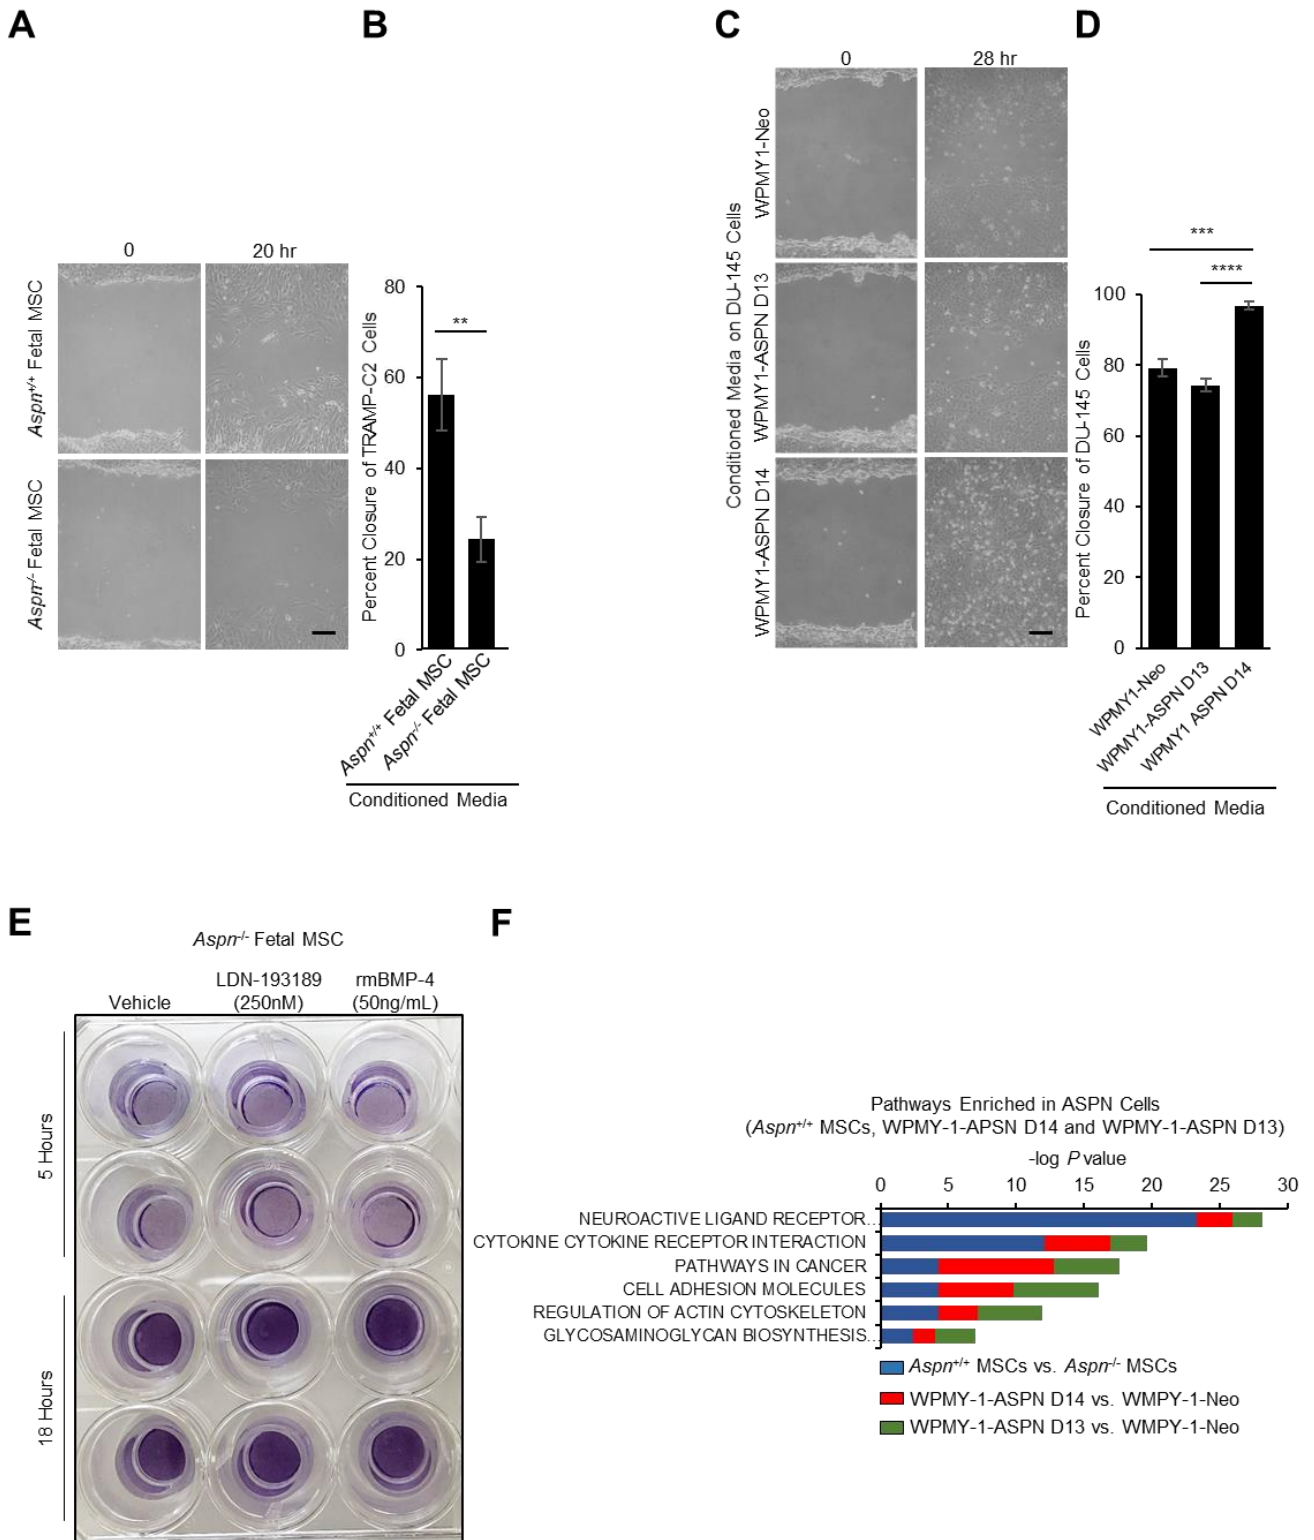 A
B
C
D
0
20 hr
Aspn+/+ Fetal MSC
Aspn-/- Fetal MSC
Percent Closure of TRAMP-C2 Cells
80
60
40
20
0
**
Aspn+/+ Fetal MSC
Aspn-/- Fetal MSC
Conditioned Media
0
28 hr
Conditioned Media on DU-145 Cells
WPMY1-Neo
WPMY1-ASPN D13
WPMY1-ASPN D14
Percent Closure of DU-145 Cells
100
80
60
40
20
0
***
****
WPMY1-Neo
WPMY1-ASPN D13
WPMY1 ASPN D14
Conditioned Media
E
F
Aspn-/- Fetal MSC
Vehicle
LDN-193189
(250nM)
rmBMP-4
(50ng/mL)
5 Hours
18 Hours
Pathways Enriched in ASPN Cells
(Aspn+/+ MSCs, WPMY-1-APSN D14 and WPMY-1-ASPN D13)
-log P value
0 5 10 15 20 25 30
NEUROACTIVE LIGAND RECEPTOR...
CYTOKINE CYTOKINE RECEPTOR INTERACTION
PATHWAYS IN CANCER
CELL ADHESION MOLECULES
REGULATION OF ACTIN CYTOSKELETON
GLYCOSAMINOGLYCAN BIOSYNTHESIS...
Aspn+/+ MSCs vs. Aspn-/- MSCs
WPMY-1-ASPN D14 vs. WMPY-1-Neo
WPMY-1-ASPN D13 vs. WMPY-1-Neo